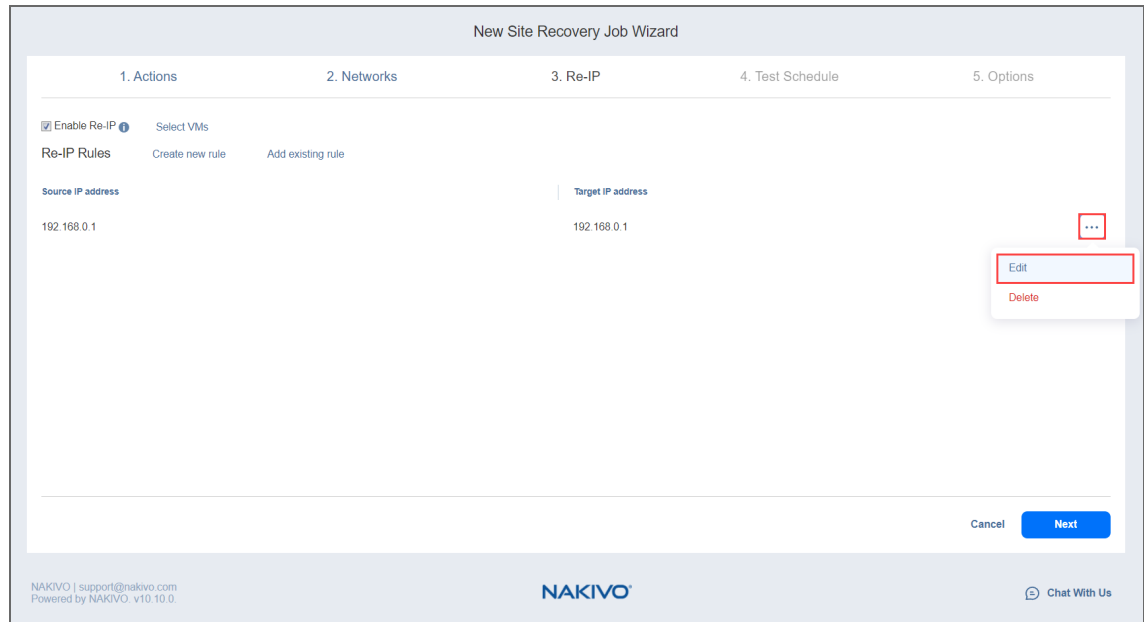 New Site Recovery Job Wizard
1. Actions 2. Networks 3. Re-IP 4. Test Schedule 5. Options
Enable Re-IP Select VMs
Re-IP Rules Create new rule Add existing rule
Source IP address Target IP address
192.168.0.1 192.168.0.1
Edit
Delete
Cancel Next
NAKIVO | support@nakivo.com
Powered by NAKIVO. v10.10.0.
NAKIVO®
Chat With Us